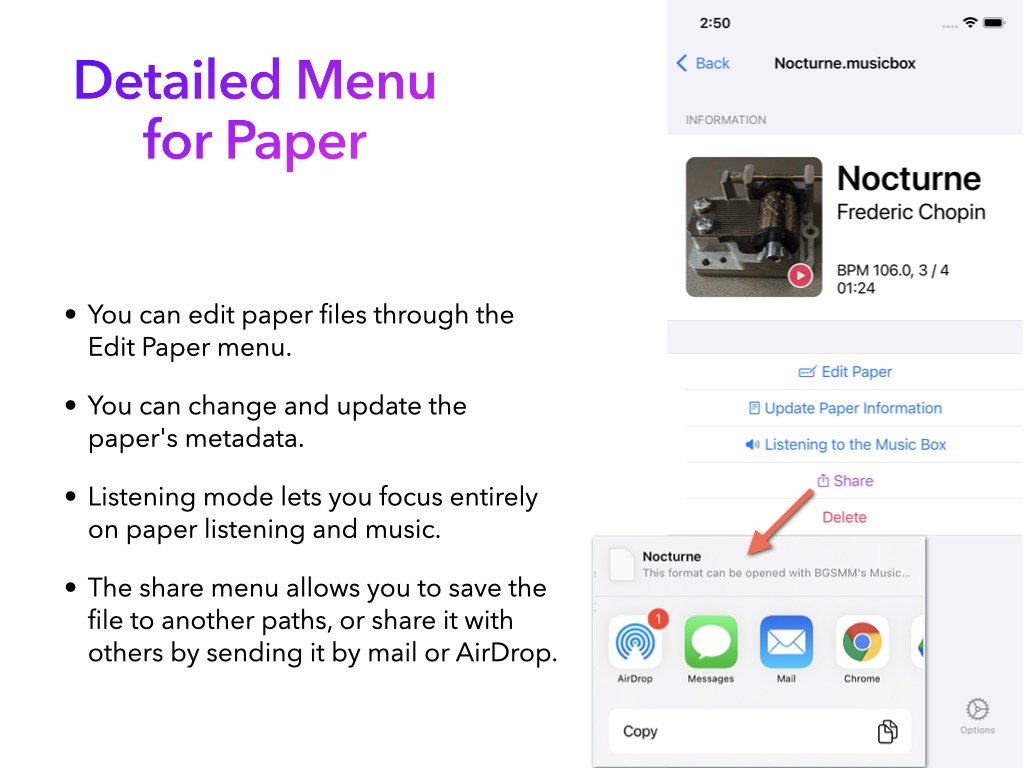 Detailed Menu
for Paper
• You can edit paper files through the
Edit Paper menu.
• You can change and update the
paper's metadata.
• Listening mode lets you focus entirely
on paper listening and music.
• The share menu allows you to save the
file to another paths, or share it with
others by sending it by mail or AirDrop.
2:50
Back
Nocturne.musicbox
INFORMATION
Nocturne
Frederic Chopin
BPM 106.0, 3 / 4
01:24
Edit Paper
Update Paper Information
Listening to the Music Box
Share
Delete
Nocturne
This format can be opened with BGSMM's Music...
1
AirDrop
Messages
Mail
Chrome
Copy
Options